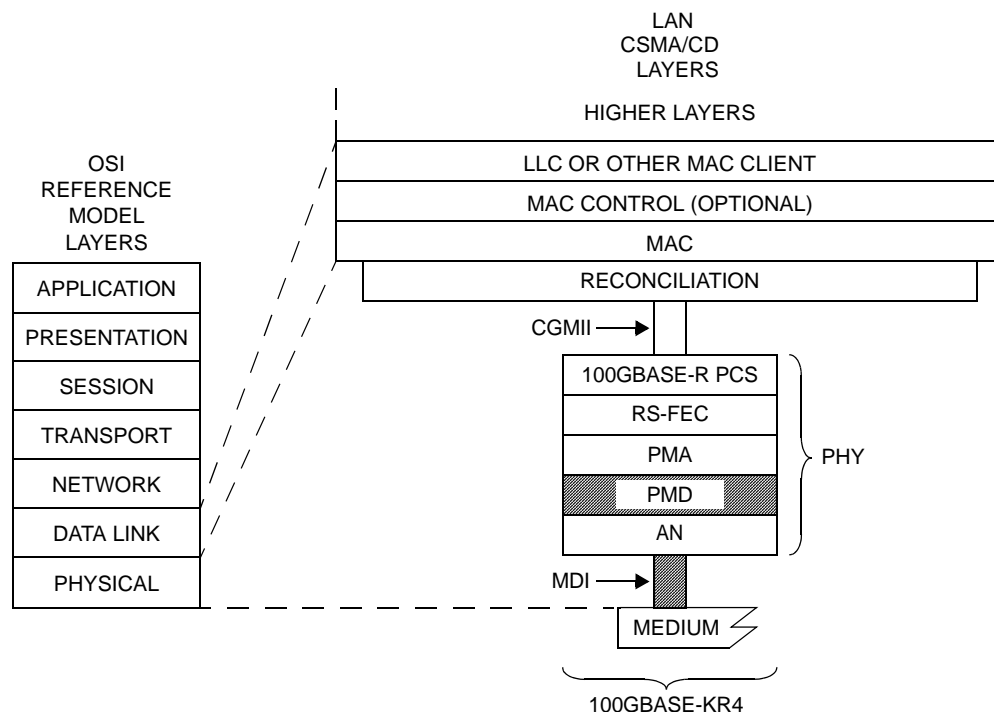 LAN
CSMA/CD
LAYERS
HIGHER LAYERS
OSI
REFERENCE
MODEL
LAYERS
LLC OR OTHER MAC CLIENT
MAC CONTROL (OPTIONAL)
MAC
RECONCILIATION
APPLICATION
PRESENTATION
SESSION
TRANSPORT
NETWORK
DATA LINK
PHYSICAL
CGMII
100GBASE-R PCS
RS-FEC
PMA
PMD
AN
PHY
MDI
MEDIUM
100GBASE-KR4